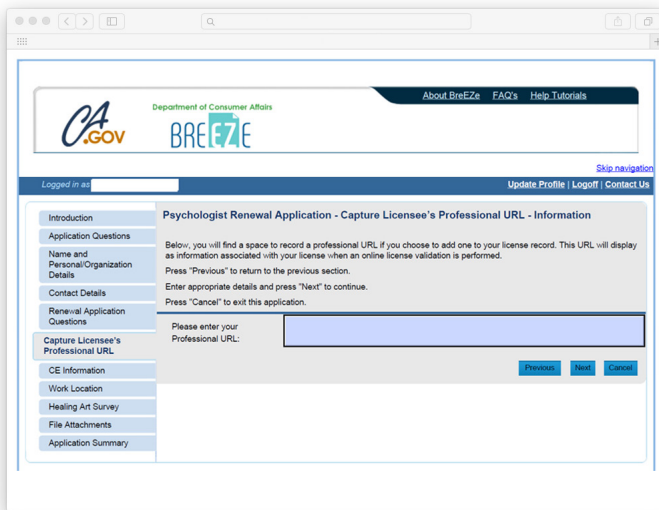 About BreEZe FAQ's Help Tutorials
CA
.GOV
Department of Consumer Affairs
BREEZE
Skip navigation
Logged in as
Update Profile | Logoff | Contact Us
Introduction
Application Questions
Name and
Personal/Organization
Details
Contact Details
Renewal Application
Questions
Capture Licensee's
Professional URL
CE Information
Work Location
Healing Art Survey
File Attachments
Application Summary
Psychologist Renewal Application - Capture Licensee's Professional URL - Information
Below, you will find a space to record a professional URL if you choose to add one to your license record. This URL will display
as information associated with your license when an online license validation is performed.
Press "Previous" to return to the previous section.
Enter appropriate details and press "Next" to continue.
Press "Cancel" to exit this application.
Please enter your
Professional URL:
Previous
Next
Cancel